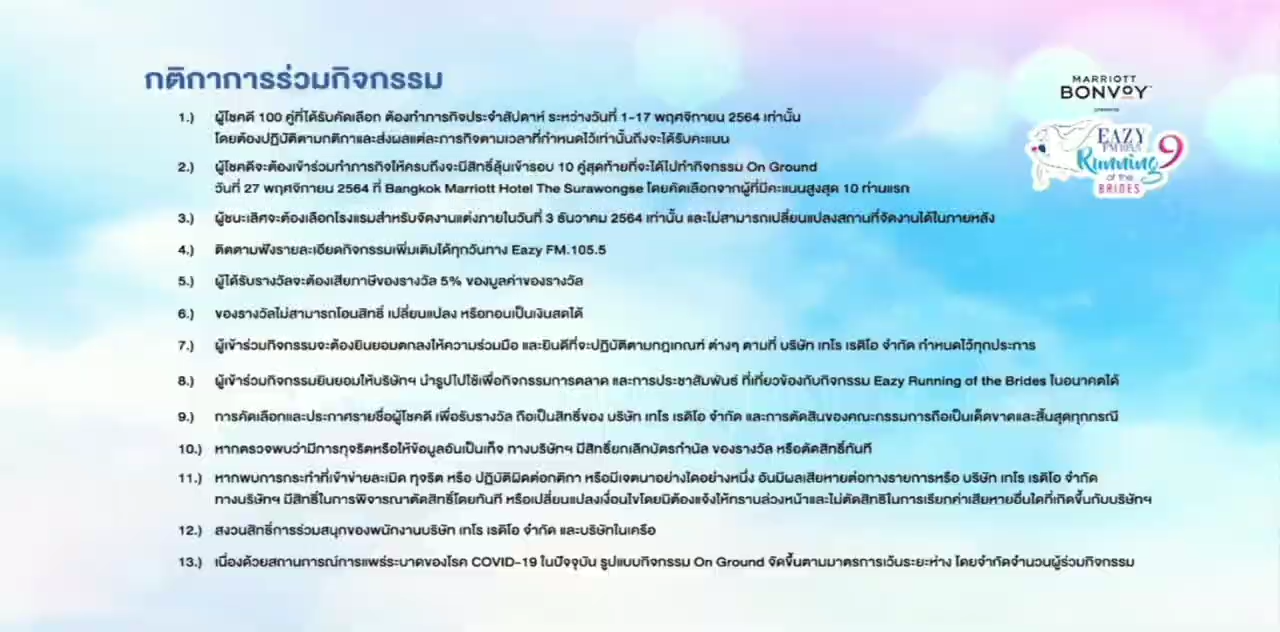 กติกาการร่วมกิจกรรม
MARRIOTT
BONVOY
EAZY
FM 105.5
Running 9
of the
BRIDES
1.) ผู้โชคดี 100 คู่ที่ได้รับคัดเลือก ต้องทำภารกิจประจำสัปดาห์ ระหว่างวันที่ 1-17 พฤศจิกายน 2564 เท่านั้น
โดยต้องปฏิบัติตามกติกาและส่งผลแต่ละภารกิจตามเวลาที่กำหนดไว้เท่านั้นถึงจะได้รับคะแนน
2.) ผู้โชคดีจะต้องเข้าร่วมทำภารกิจให้ครบถึงจะมีสิทธิ์ลุ้นเข้ารอบ 10 คู่สุดท้ายที่จะได้ไปทำกิจกรรม On Ground
วันที่ 27 พฤศจิกายน 2564 ที่ Bangkok Marriott Hotel The Surawongse โดยคัดเลือกจากผู้ที่มีคะแนนสูงสุด 10 ท่านแรก
3.) ผู้ชนะเลิศจะต้องเลือกโรงแรมสำหรับจัดงานแต่งภายในวันที่ 3 ธันวาคม 2564 เท่านั้น และไม่สามารถเปลี่ยนแปลงสถานที่จัดงานได้ในภายหลัง
4.) ติดตามฟังรายละเอียดกิจกรรมเพิ่มเติมได้ทุกวันทาง Eazy FM.105.5
5.) ผู้ได้รับรางวัลจะต้องเสียภาษีของรางวัล 5% ของมูลค่าของรางวัล
6.) ของรางวัลไม่สามารถโอนสิทธิ์ เปลี่ยนแปลง หรือทอนเป็นเงินสดได้
7.) ผู้เข้าร่วมกิจกรรมจะต้องยินยอมตกลงให้ความร่วมมือ และยินดีที่จะปฏิบัติตามกฎเกณฑ์ ต่างๆ ตามที่ บริษัท เทโร เรดิโอ จำกัด กำหนดไว้ทุกประการ
8.) ผู้เข้าร่วมกิจกรรมยินยอมให้บริษัทฯ นำรูปไปใช้เพื่อกิจกรรมการตลาด และการประชาสัมพันธ์ ที่เกี่ยวข้องกับกิจกรรม Eazy Running of the Brides ในอนาคตได้
9.) การคัดเลือกและประกาศรายชื่อผู้โชคดี เพื่อรับรางวัล ถือเป็นสิทธิ์ของ บริษัท เทโร เรดิโอ จำกัด และการตัดสินของคณะกรรมการถือเป็นเด็ดขาดและสิ้นสุดทุกกรณี
10.) หากตรวจพบว่ามีการทุจริตหรือให้ข้อมูลอันเป็นเท็จ ทางบริษัทฯ มีสิทธิ์ยกเลิกบัตรกำนัล ของรางวัล หรือตัดสิทธิ์ทันที
11.) หากพบการกระทำที่เข้าข่ายละเมิด ทุจริต หรือ ปฏิบัติผิดต่อกติกา หรือมีเจตนาอย่างใดอย่างหนึ่ง อันมีผลเสียหายต่อทางรายการหรือ บริษัท เทโร เรดิโอ จำกัด
ทางบริษัทฯ มีสิทธิ์ในการพิจารณาตัดสิทธิ์โดยทันที หรือเปลี่ยนแปลงเงื่อนไขโดยมิต้องแจ้งให้ทราบล่วงหน้าและไม่ตัดสิทธิในการเรียกค่าเสียหายอื่นใดที่เกิดขึ้นกับบริษัทฯ
12.) สงวนสิทธิ์การร่วมสนุกของพนักงานบริษัท เทโร เรดิโอ จำกัด และบริษัทในเครือ
13.) เนื่องด้วยสถานการณ์การแพร่ระบาดของโรค COVID-19 ในปัจจุบัน รูปแบบกิจกรรม On Ground จัดขึ้นตามมาตรการเว้นระยะห่าง โดยจำกัดจำนวนผู้ร่วมกิจกรรม